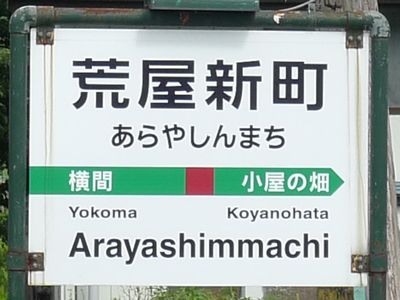 荒屋新町
あらやしんまち
横間 小屋の畑
Yokoma Koyanohata
Arayashimmachi